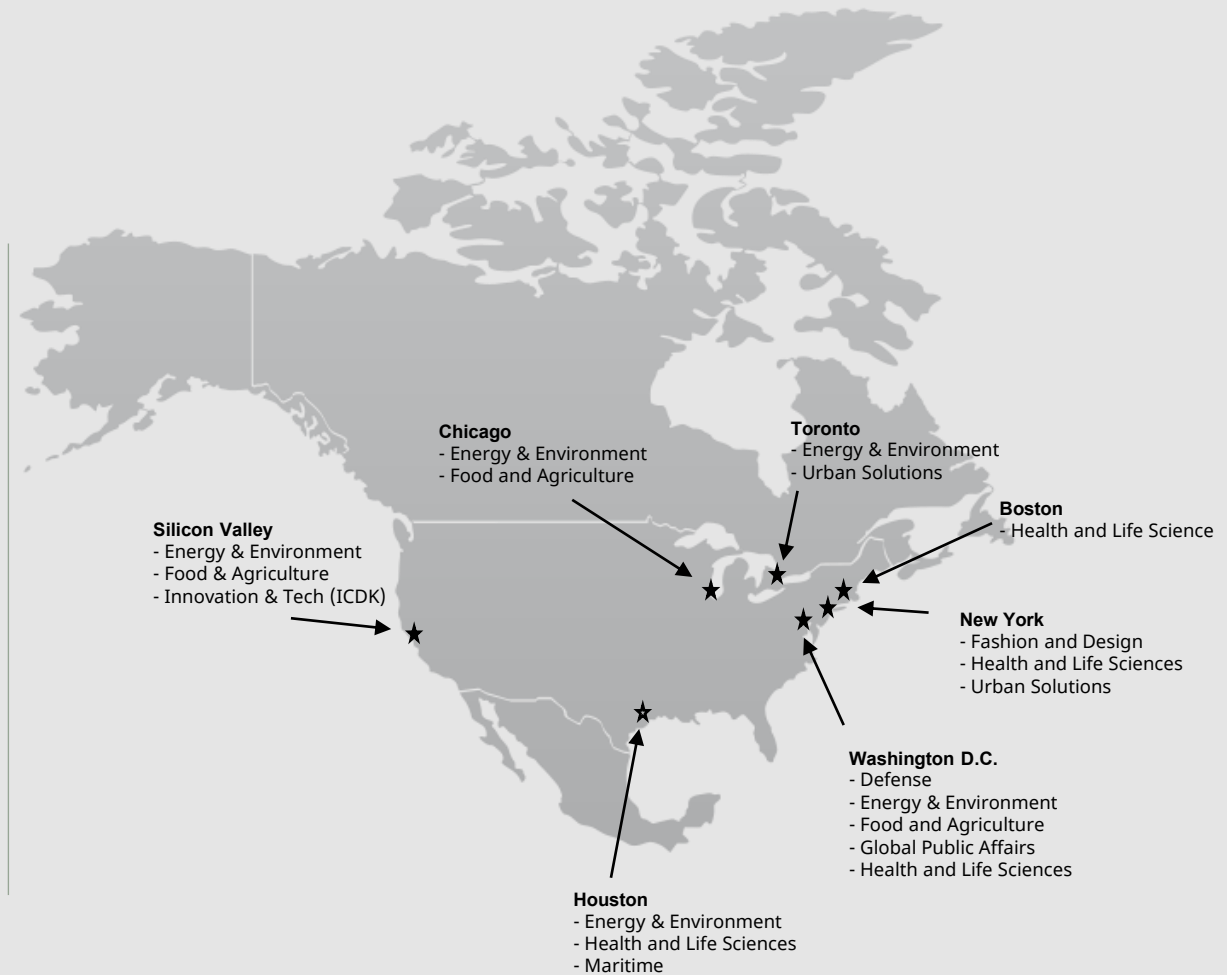 Chicago
- Energy & Environment
- Food and Agriculture
Toronto
- Energy & Environment
- Urban Solutions
Silicon Valley
- Energy & Environment
- Food & Agriculture
- Innovation & Tech (ICDK)
Boston
- Health and Life Science
New York
- Fashion and Design
- Health and Life Sciences
- Urban Solutions
Washington D.C.
- Defense
- Energy & Environment
- Food and Agriculture
- Global Public Affairs
- Health and Life Sciences
Houston
- Energy & Environment
- Health and Life Sciences
- Maritime